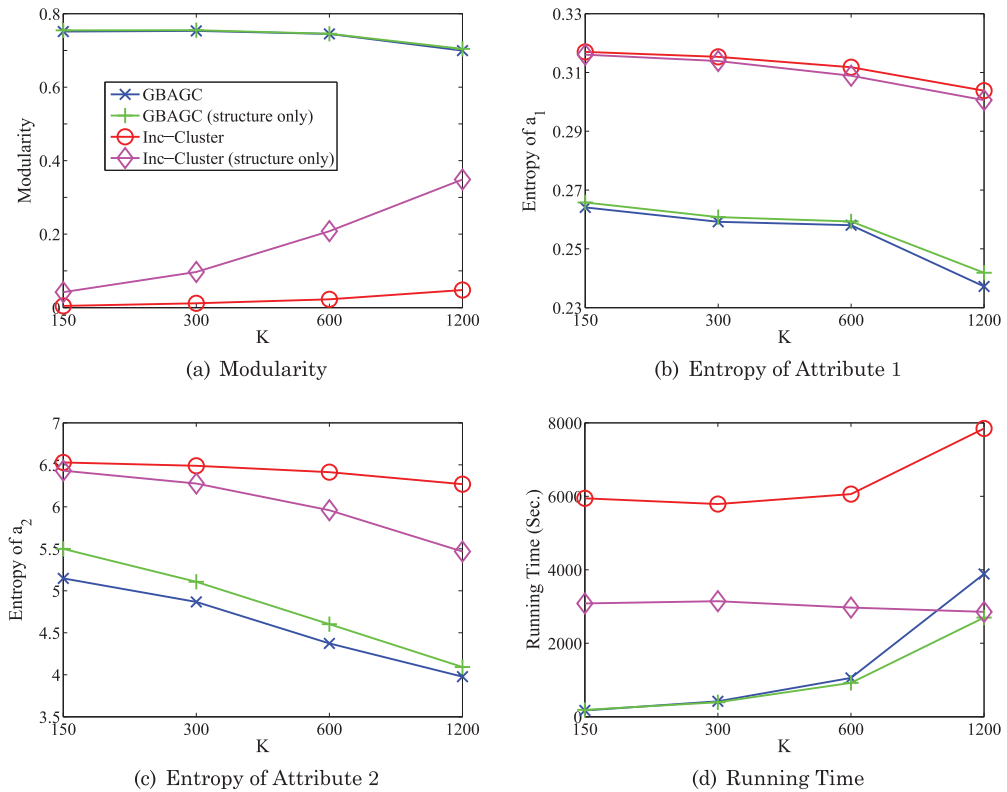 0.8
0.6
0.4
0.2
0
Modularity
GBAGC
GBAGC (structure only)
Inc−Cluster
Inc−Cluster (structure only)
150 300 600 1200
K
(a) Modularity
0.33
0.31
0.29
0.27
0.25
0.23
Entropy of a1
150 300 600 1200
K
(b) Entropy of Attribute 1
7
6.5
6
5.5
5
4.5
4
3.5
Entropy of a2
150 300 600 1200
K
(c) Entropy of Attribute 2
8000
6000
4000
2000
0
Running Time (Sec.)
150 300 600 1200
K
(d) Running Time